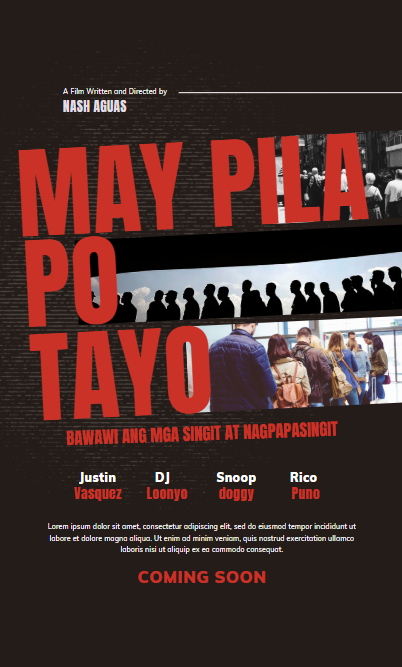 A Film Written and Directed by
NASH AGUAS
MAY PILA
PO
TAYO
BAWAWI ANG MGA SINGIT AT NAGPAPASINGIT
Justin DJ Snoop Rico
Vasquez Loonyo doggy Puno
Lorem ipsum dolor sit amet, consectetur adipiscing elit, sed do eiusmod tempor incididunt ut
labore et dolore magna aliqua. Ut enim ad minim veniam, quis nostrud exercitation ullamco
laboris nisi ut aliquip ex ea commodo consequat.
COMING SOON